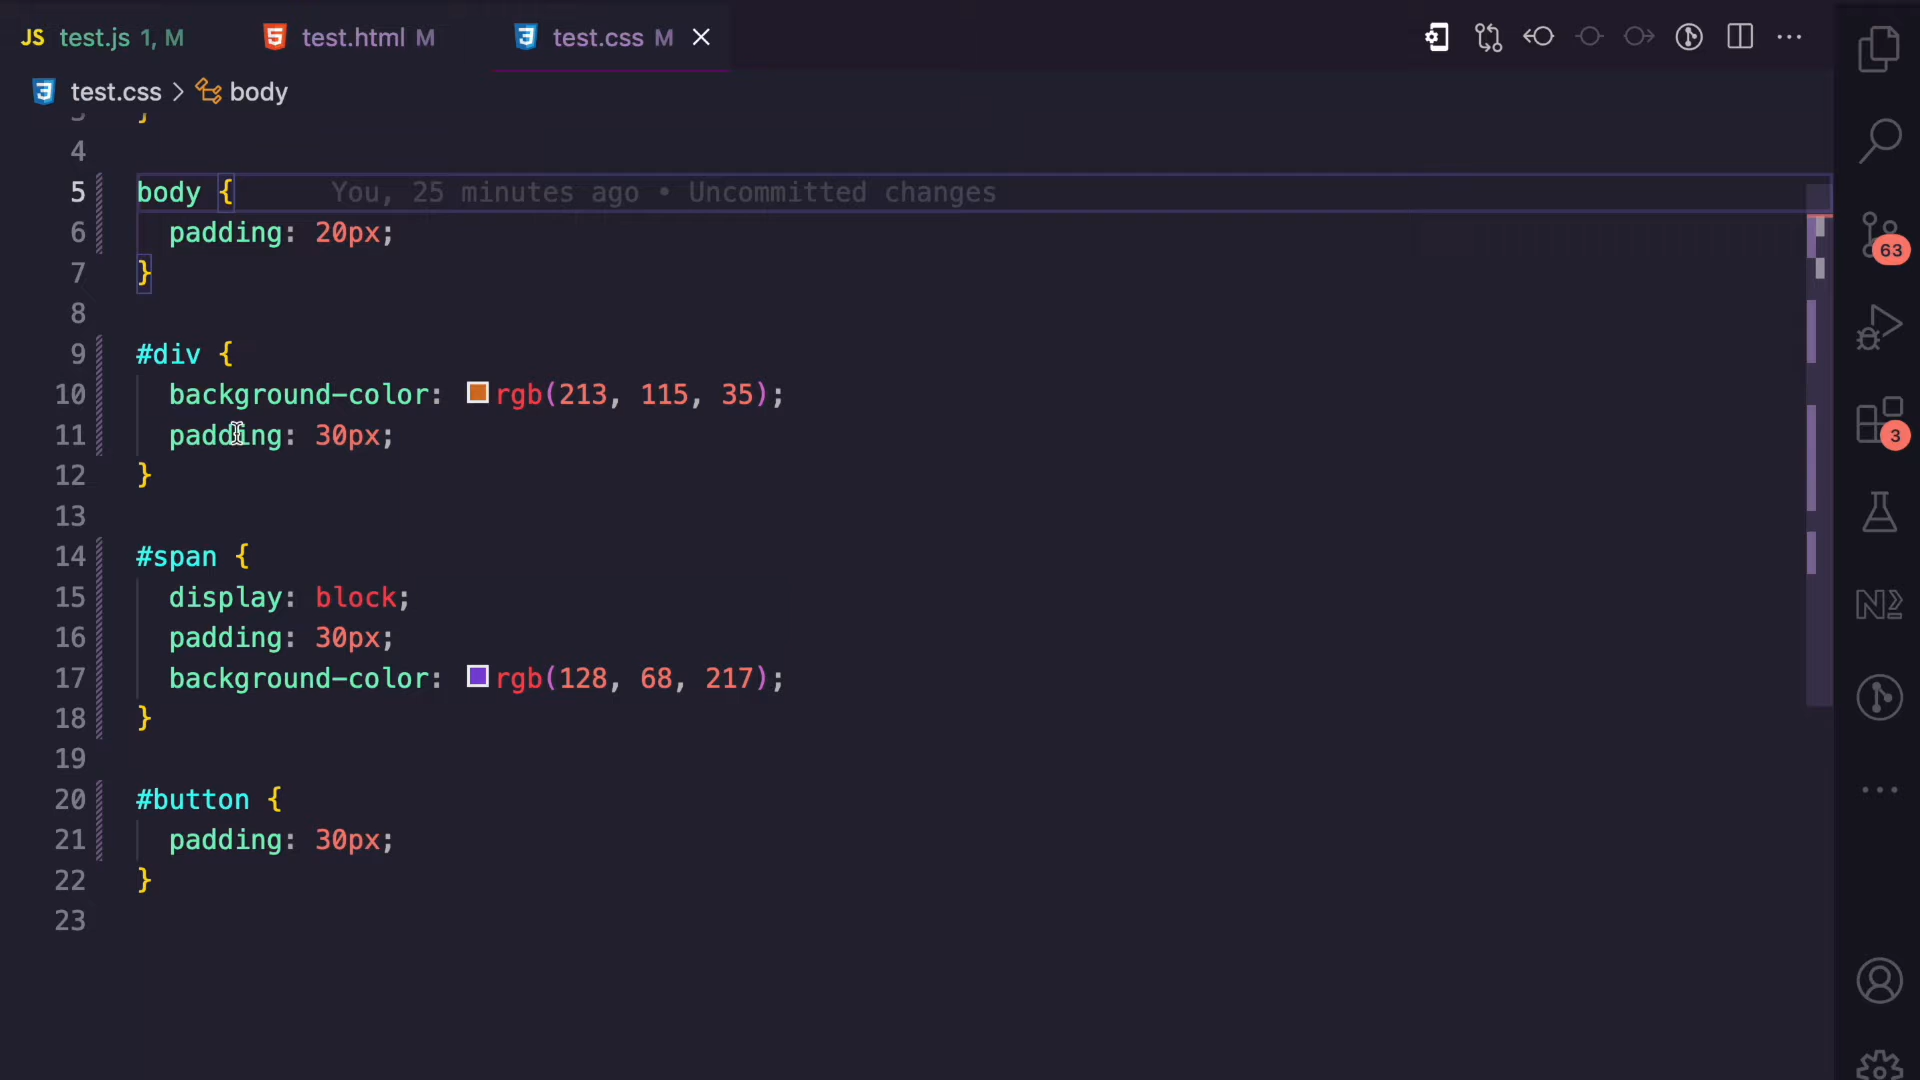 JS test.js 1, M test.html M test.css M
test.css > body
3 }
4
5 body { You, 25 minutes ago • Uncommitted changes
6 padding: 20px;
7 }
8
9 #div {
10 background-color: rgb(213, 115, 35);
11 padding: 30px;
12 }
13
14 #span {
15 display: block;
16 padding: 30px;
17 background-color: rgb(128, 68, 217);
18 }
19
20 #button {
21 padding: 30px;
22 }
23
63
3